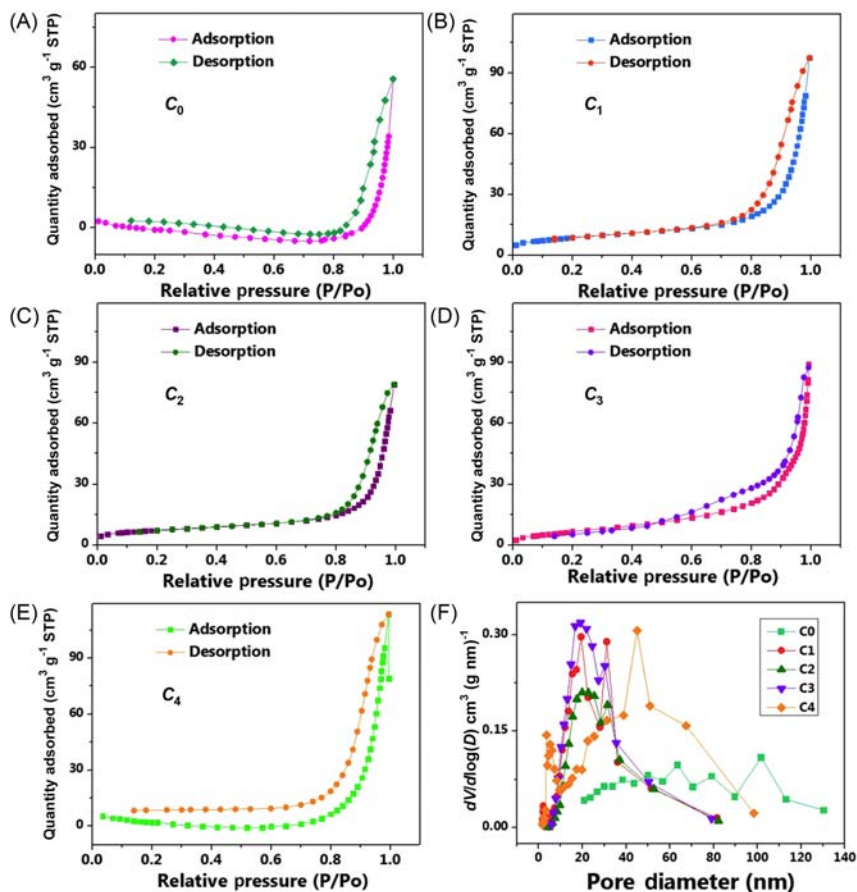 (A)
Adsorption
Desorption
C0
Quantity adsorbed (cm³ g⁻¹ STP)
60
30
0
0.0 0.2 0.4 0.6 0.8 1.0
Relative pressure (P/Po)
(B)
Adsorption
Desorption
C1
Quantity adsorbed (cm³ g⁻¹ STP)
90
60
30
0
0.0 0.2 0.4 0.6 0.8 1.0
Relative pressure (P/Po)
(C)
Adsorption
Desorption
C2
Quantity adsorbed (cm³ g⁻¹ STP)
90
60
30
0
0.0 0.2 0.4 0.6 0.8 1.0
Relative pressure (P/Po)
(D)
Adsorption
Desorption
C3
Quantity adsorbed (cm³ g⁻¹ STP)
90
60
30
0
0.0 0.2 0.4 0.6 0.8 1.0
Relative pressure (P/Po)
(E)
Adsorption
Desorption
C4
Quantity adsorbed (cm³ g⁻¹ STP)
90
60
30
0
0.0 0.2 0.4 0.6 0.8 1.0
Relative pressure (P/Po)
(F)
C0
C1
C2
C3
C4
dV/dlog(D) cm³ (g nm)⁻¹
0.30
0.15
0.00
0 20 40 60 80 100 120 140
Pore diameter (nm)